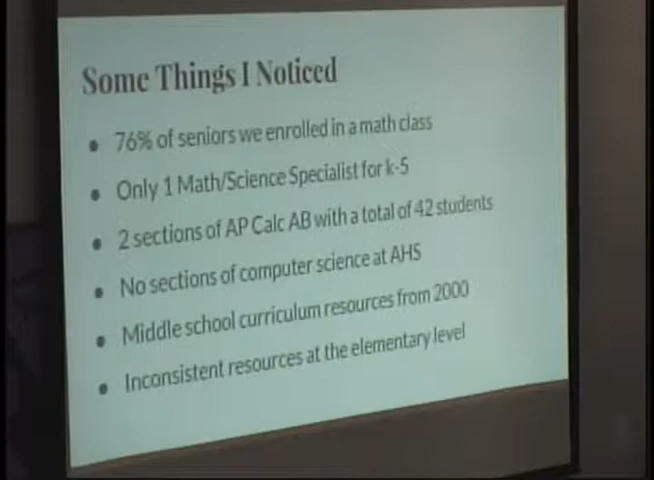 Some Things I Noticed
● 76% of seniors we enrolled in a math class
● Only 1 Math/Science Specialist for k-5
● 2 sections of AP Calc AB with a total of 42 students
● No sections of computer science at AHS
● Middle school curriculum resources from 2000
● Inconsistent resources at the elementary level